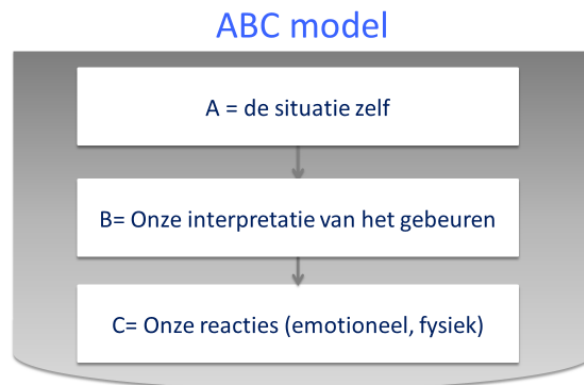 ABC model
A = de situatie zelf
B= Onze interpretatie van het gebeuren
C= Onze reacties (emotioneel, fysiek)